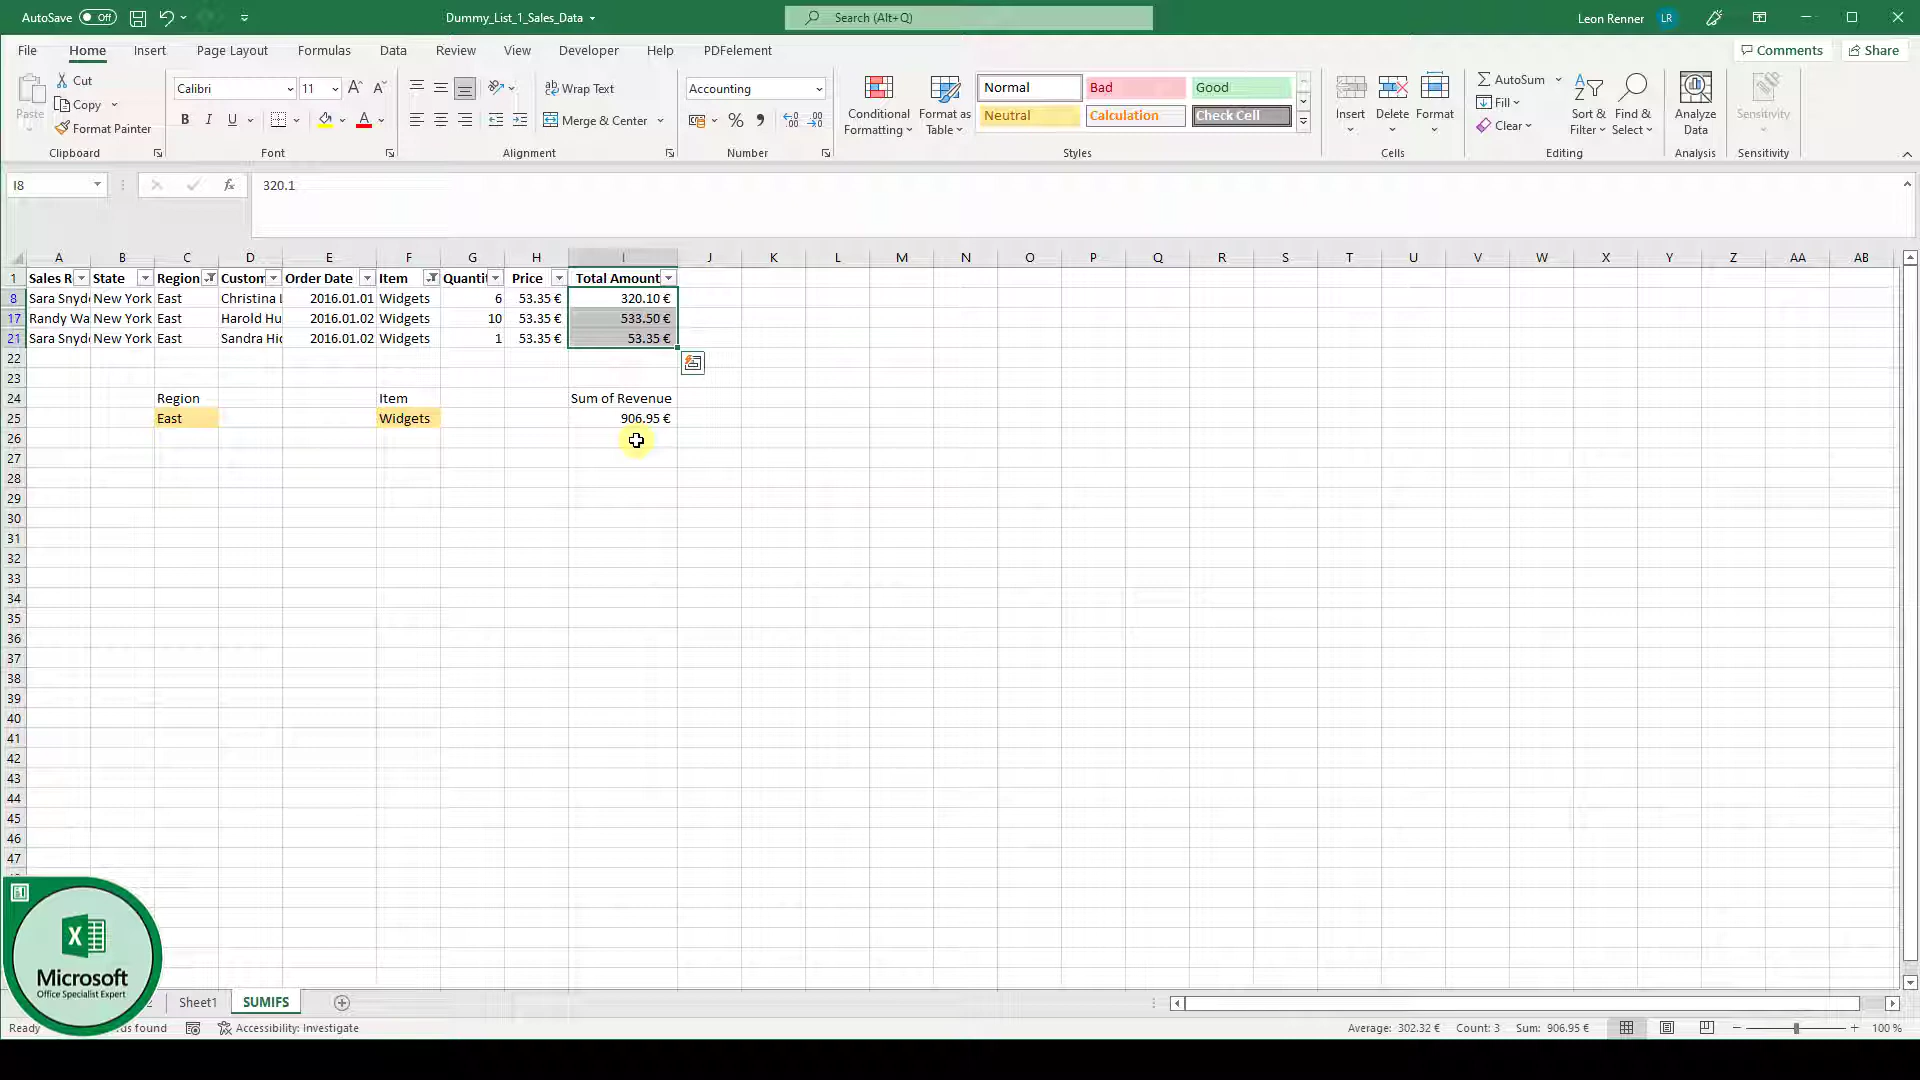 AutoSave Off Dummy_List_1_Sales_Data Search (Alt+Q) Leon Renner LR
File Home Insert Page Layout Formulas Data Review View Developer Help PDFelement Comments Share
Paste Cut Copy Format Painter Clipboard
Calibri 11 A A B I U A Font
Wrap Text Merge & Center Alignment
Accounting % Number
Conditional Formatting Format as Table Normal Bad Good Neutral Calculation Check Cell Styles
Insert Delete Format Cells
AutoSum Fill Clear Sort & Filter Find & Select Editing
Analyze Data Analysis
Sensitivity Sensitivity
I8 fx 320.1
A B C D E F G H I J K L M N O P Q R S T U V W X Y Z AA AB
1 Sales R State Region Custom Order Date Item Quantit Price Total Amount
8 Sara Snyd New York East Christina 2016.01.01 Widgets 6 53.35 € 320.10 €
17 Randy Wa New York East Harold Hu 2016.01.02 Widgets 10 53.35 € 533.50 €
21 Sara Snyd New York East Sandra Hi 2016.01.02 Widgets 1 53.35 € 53.35 €
22
23
24 Region Item Sum of Revenue
25 East Widgets 906.95 €
26
27
28
29
30
31
32
33
34
35
36
37
38
39
40
41
42
43
44
45
46
47
X
Microsoft
Office Specialist Expert
Sheet1 SUMIFS
Ready found Accessibility: Investigate Average: 302.32 € Count: 3 Sum: 906.95 € 100 %